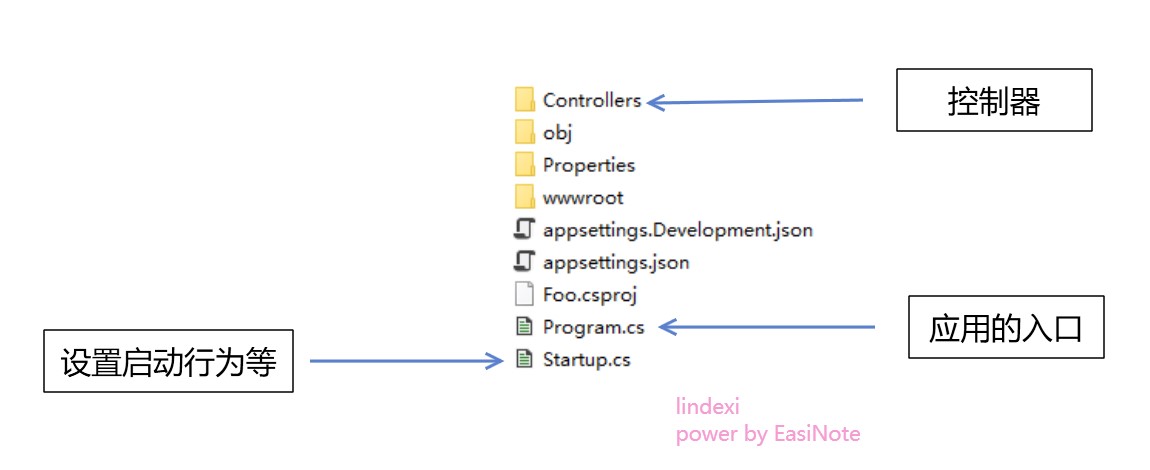 Controllers
控制器
obj
Properties
wwwroot
appsettings.Development.json
appsettings.json
Foo.csproj
Program.cs
应用的入口
设置启动行为等
Startup.cs
lindexi
power by EasiNote